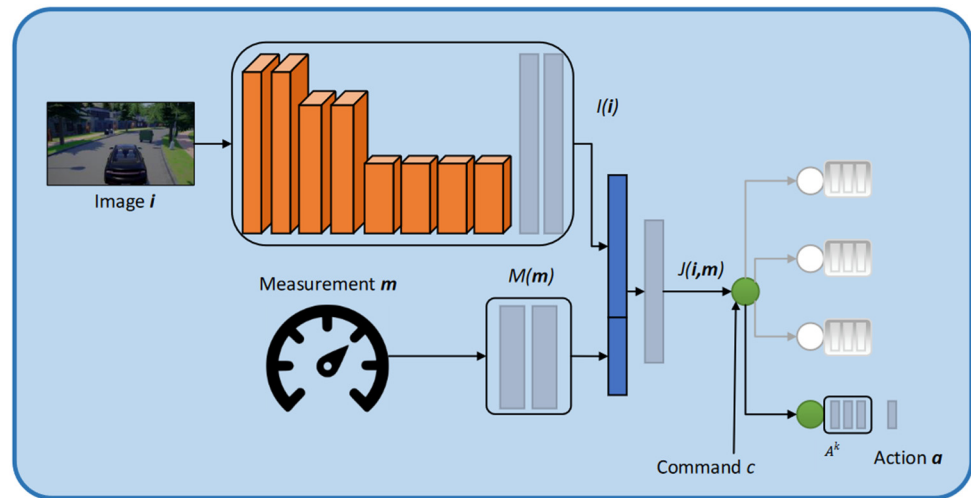 I(i)
Image i
Measurement m
M(m)
J(i,m)
A^k
Action a
Command c